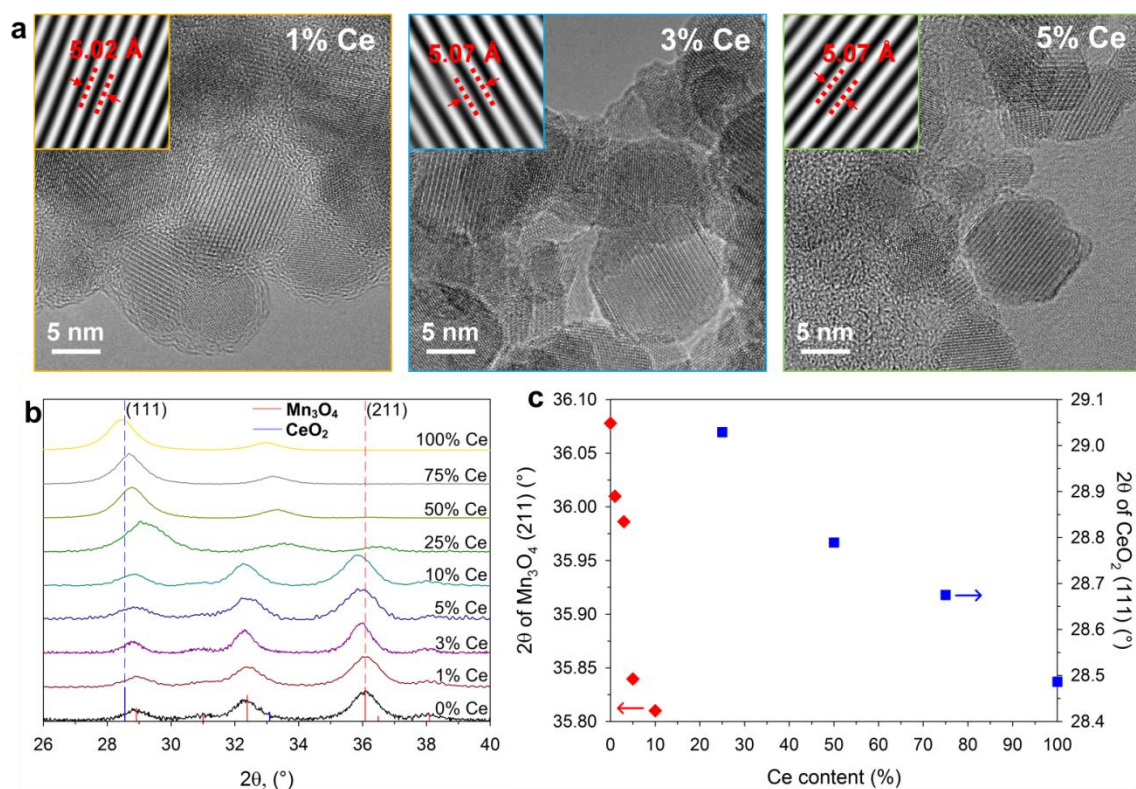 a
5.02 Å
1% Ce
5 nm
5.07 Å
3% Ce
5 nm
5.07 Å
5% Ce
5 nm
b
(111)
Mn₃O₄
CeO₂
(211)
100% Ce
75% Ce
50% Ce
25% Ce
10% Ce
5% Ce
3% Ce
1% Ce
0% Ce
26 28 30 32 34 36 38 40
2θ, (°)
c
36.10
36.05
36.00
35.95
35.90
35.85
35.80
2θ of Mn₃O₄ (211) (°)
29.1
29.0
28.9
28.8
28.7
28.6
28.5
28.4
2θ of CeO₂ (111) (°)
0 10 20 30 40 50 60 70 80 90 100
Ce content (%)